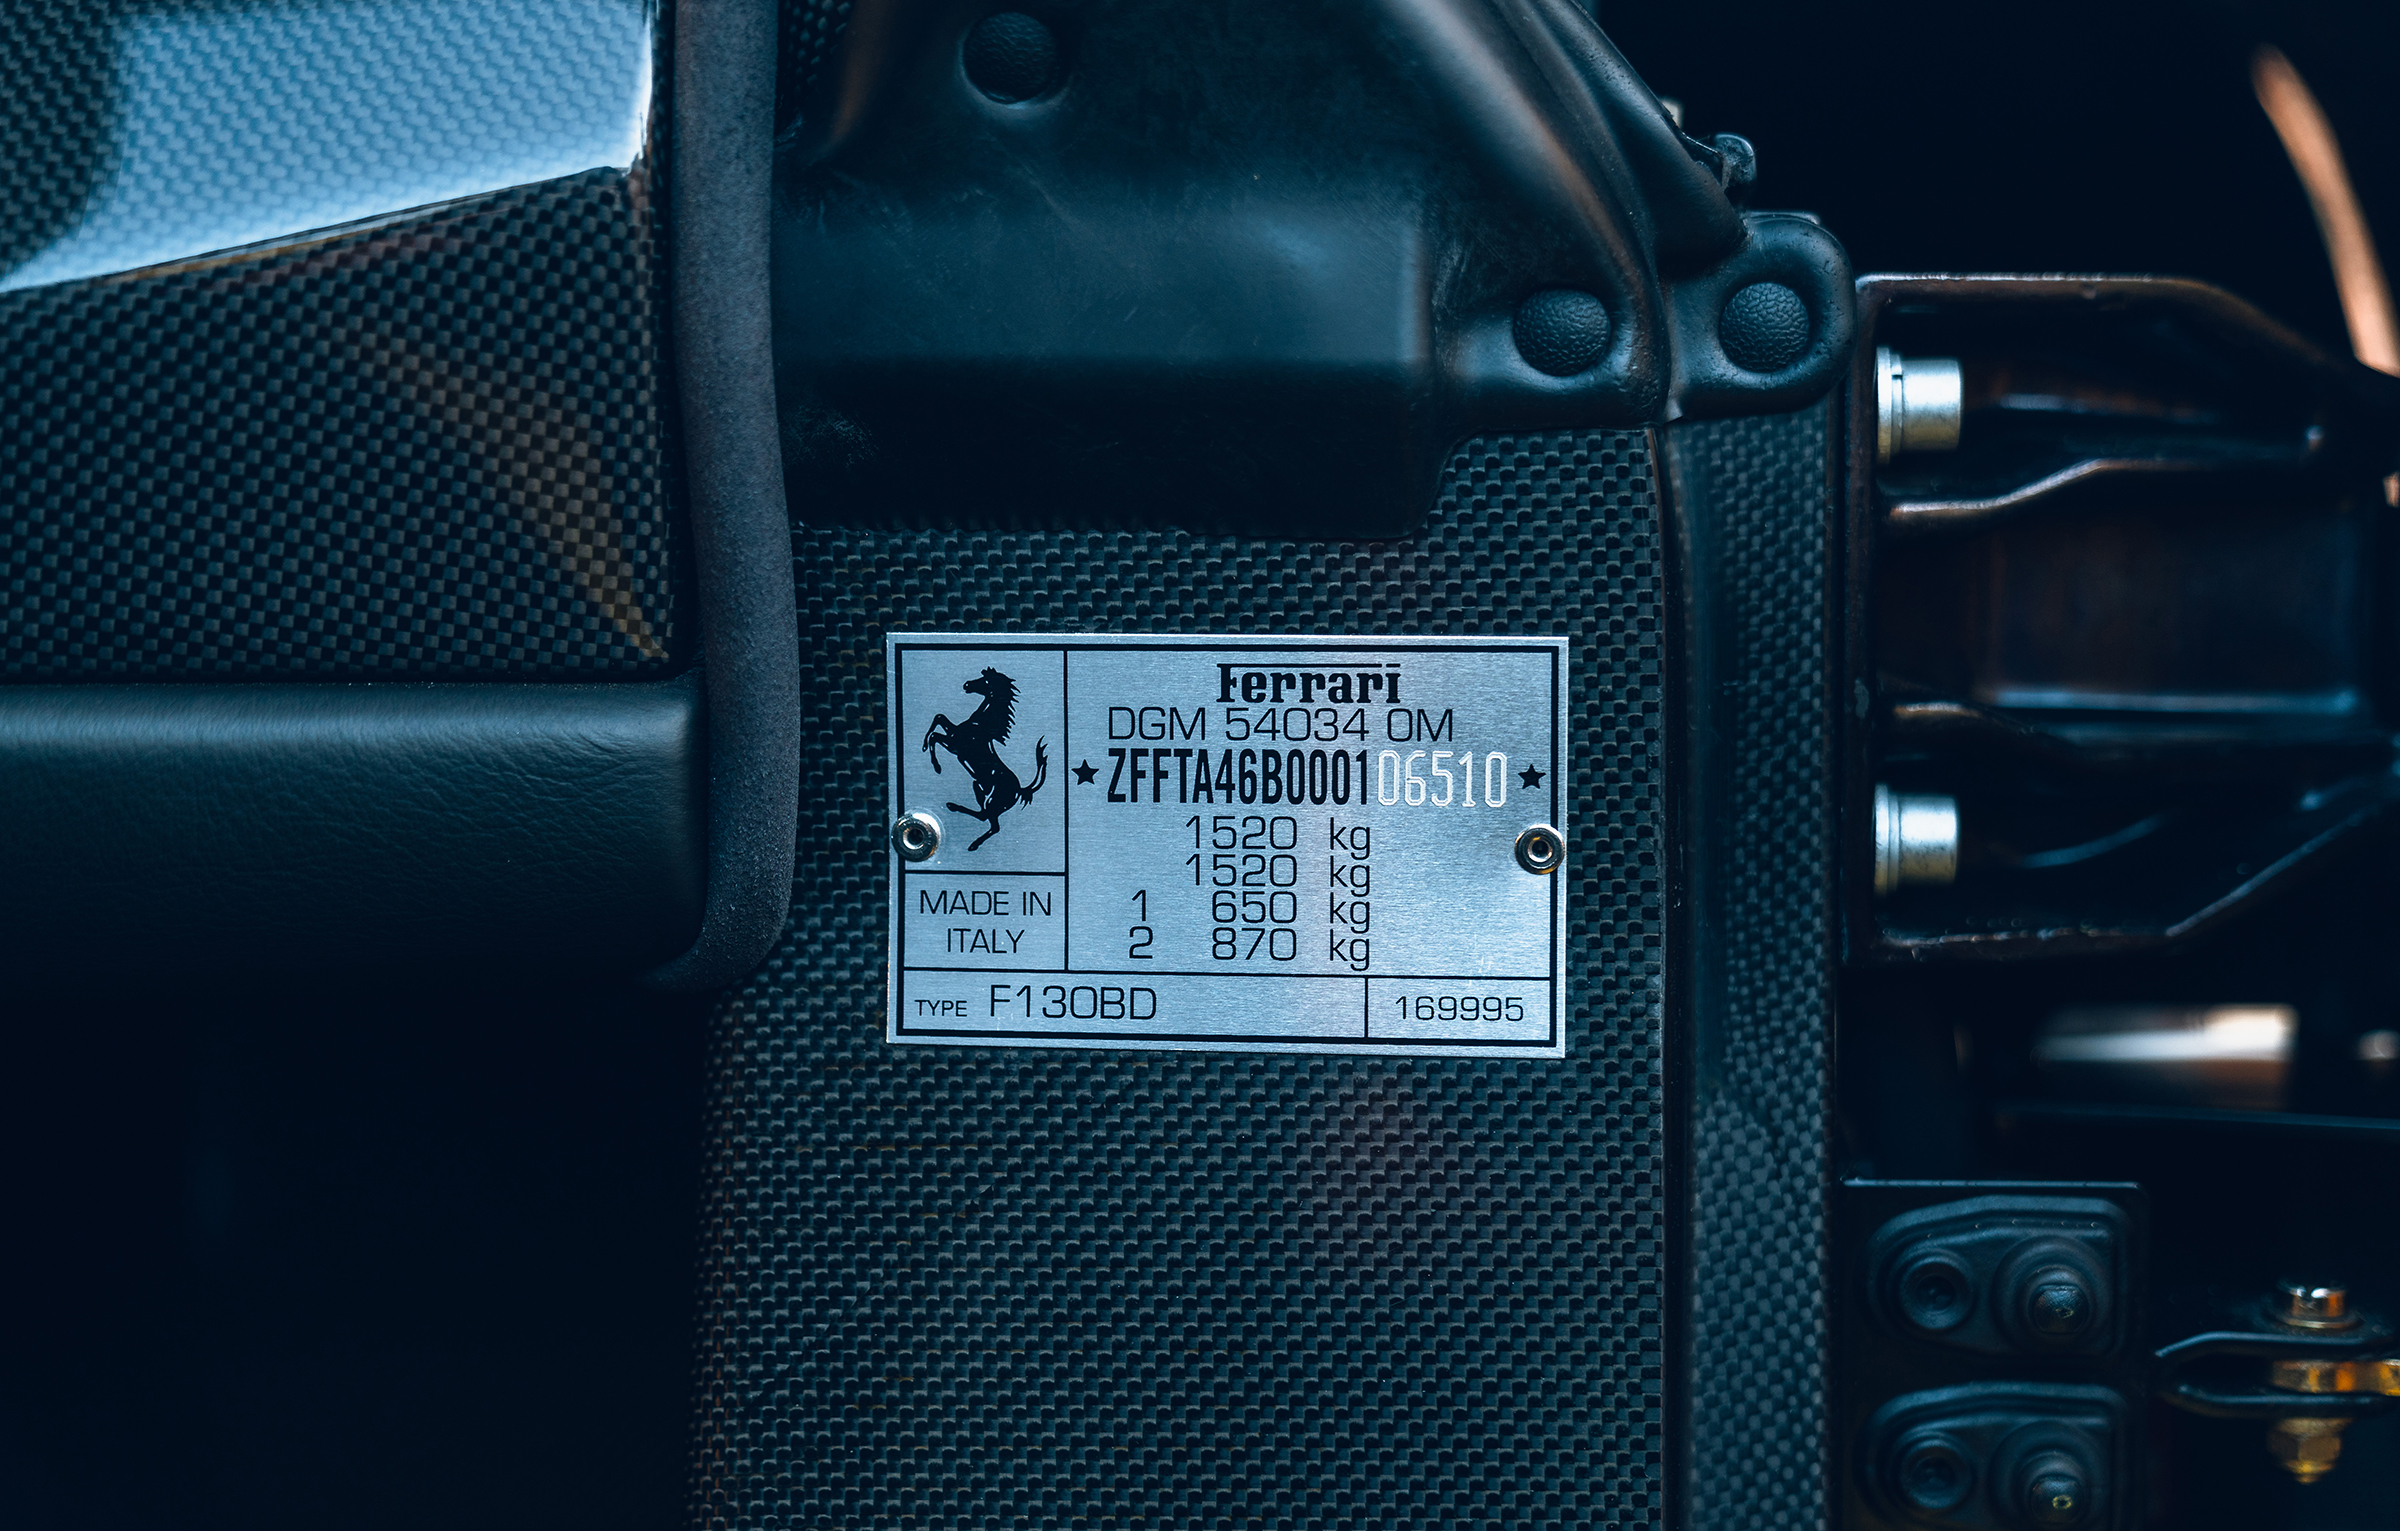 Ferrari
DGM 54034 OM
★ZFFTA46B000106510★
1520 kg
1520 kg
1 650 kg
2 870 kg
MADE IN
ITALY
TYPE F130BD
169995